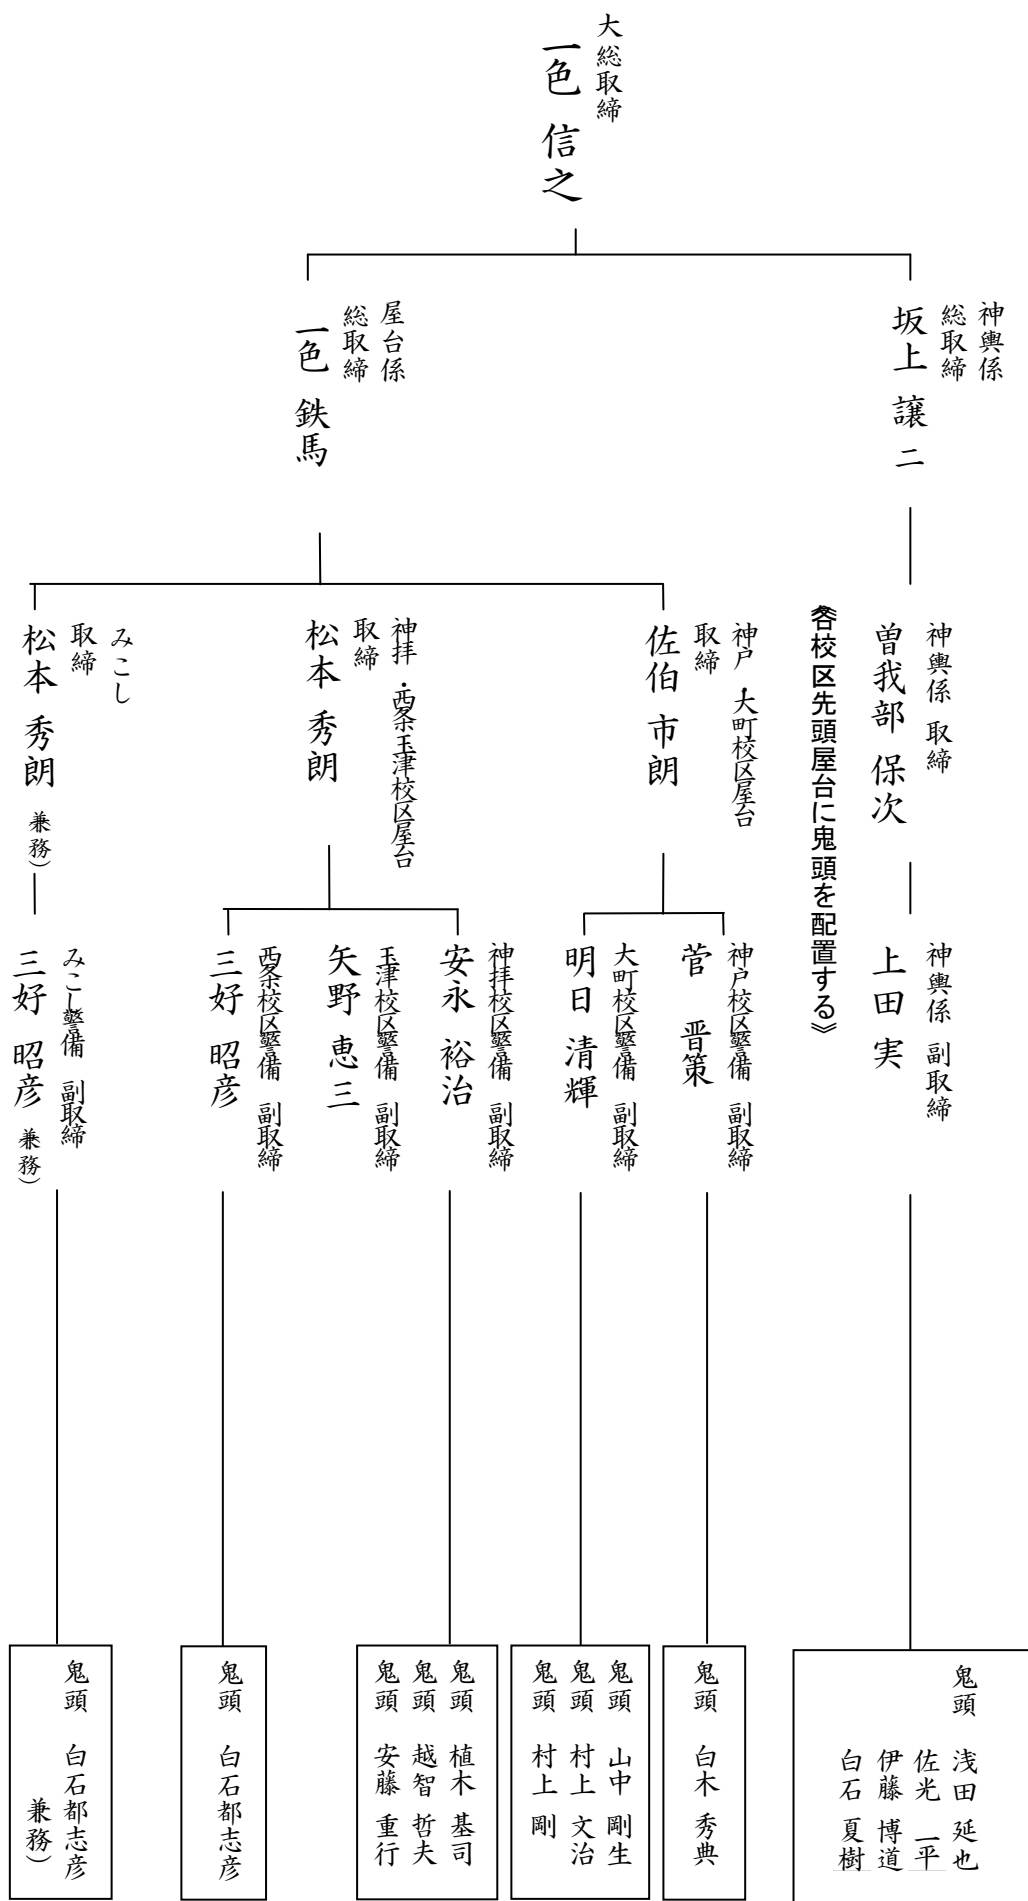 大総取締
一色 信之
神輿係
総取締
坂上 譲二
屋台係
総取締
一色 鉄馬
神輿係 取締
曽我部 保次
各校区先頭屋台に鬼頭を配置する》
神戸・大町校区屋台
取締
佐伯 市朗
神拝・西条玉津校区屋台
取締
松本 秀朗
みこし
取締
松本 秀朗 兼務）
神輿係 副取締
上田 実
神戸校区警備 副取締
菅 晋策
大町校区警備 副取締
明日 清輝
神拝校区警備 副取締
安永 裕治
玉津校区警備 副取締
矢野 恵三
西条校区警備 副取締
三好 昭彦
みこし警備 副取締
三好 昭彦 兼務）
鬼頭 浅田 延也
佐光 一平
伊藤 博道
白石 夏樹
鬼頭 白木 秀典
鬼頭 山中 剛生
鬼頭 村上 文治
鬼頭 村上 剛
鬼頭 植木 基司
鬼頭 越智 哲夫
鬼頭 安藤 重行
鬼頭 白石都志彦
鬼頭 白石都志彦
兼務）